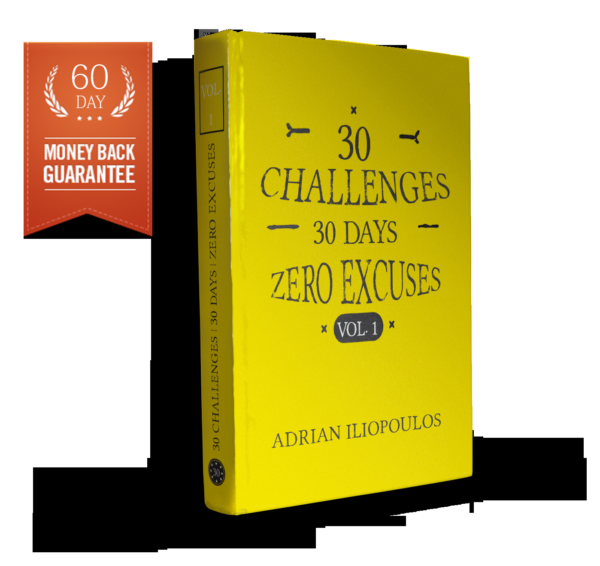 60
DAY
MONEY BACK
GUARANTEE
VOL.
1
30 CHALLENGES | 30 DAYS | ZERO EXCUSES
30
30
CHALLENGES
30 DAYS
ZERO EXCUSES
VOL. 1
ADRIAN ILIOPOULOS